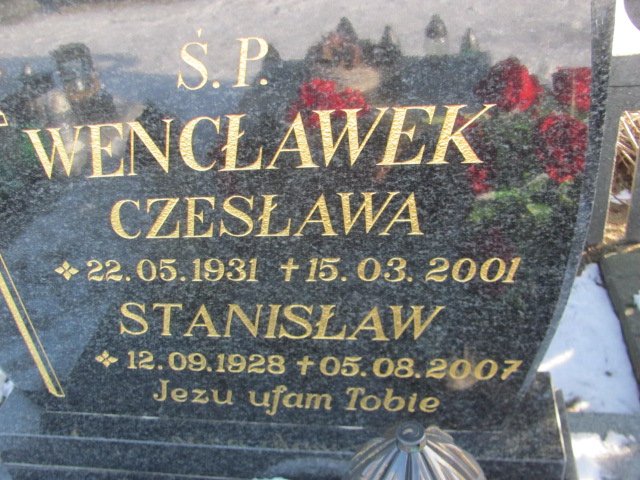 Ś.P.
WENCŁAWEK
CZESŁAWA
22.05.1931 † 15.03.2001
STANISŁAW
12.09.1928 † 05.08.2007
Jezu ufam Tobie